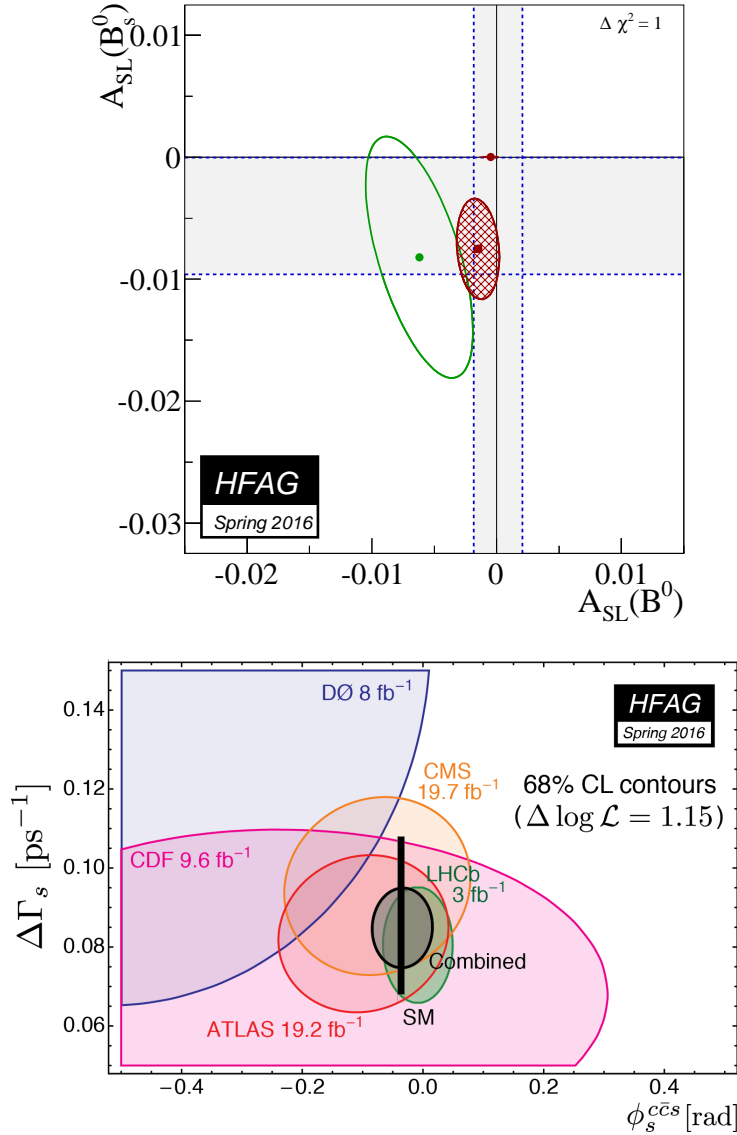 A_SL(B^0_s)
0.01
0
-0.01
-0.02
-0.03
Δ χ² = 1
HFAG
Spring 2016
-0.02
-0.01
0
0.01
A_SL(B^0)
ΔΓ_s [ps⁻¹]
0.14
0.12
0.10
0.08
0.06
DØ 8 fb⁻¹
HFAG
Spring 2016
CMS
19.7 fb⁻¹
68% CL contours
(Δ log ℒ = 1.15)
CDF 9.6 fb⁻¹
LHCb
3 fb⁻¹
Combined
SM
ATLAS 19.2 fb⁻¹
−0.4
−0.2
0.0
0.2
0.4
ϕ_s^{cc̄s}[rad]